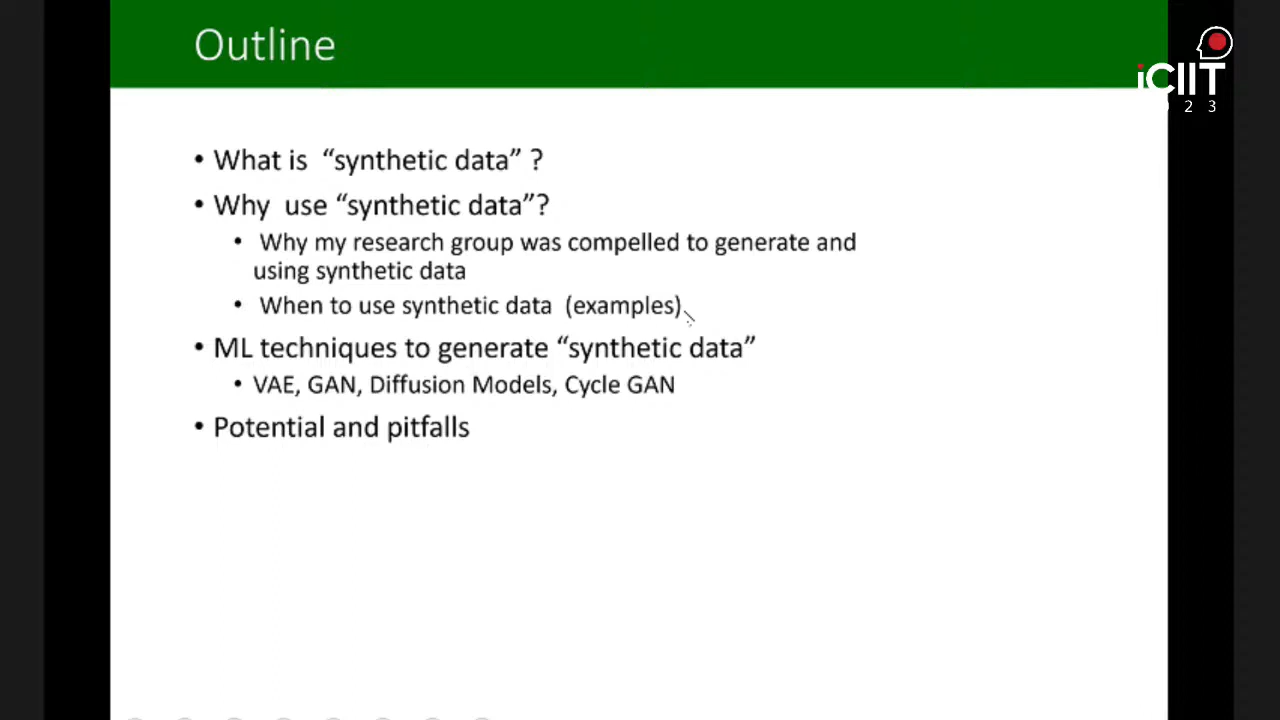 Outline
iCIIT
2 3
• What is “synthetic data” ?
• Why use “synthetic data”?
• Why my research group was compelled to generate and
using synthetic data
• When to use synthetic data (examples)
• ML techniques to generate “synthetic data”
• VAE, GAN, Diffusion Models, Cycle GAN
• Potential and pitfalls